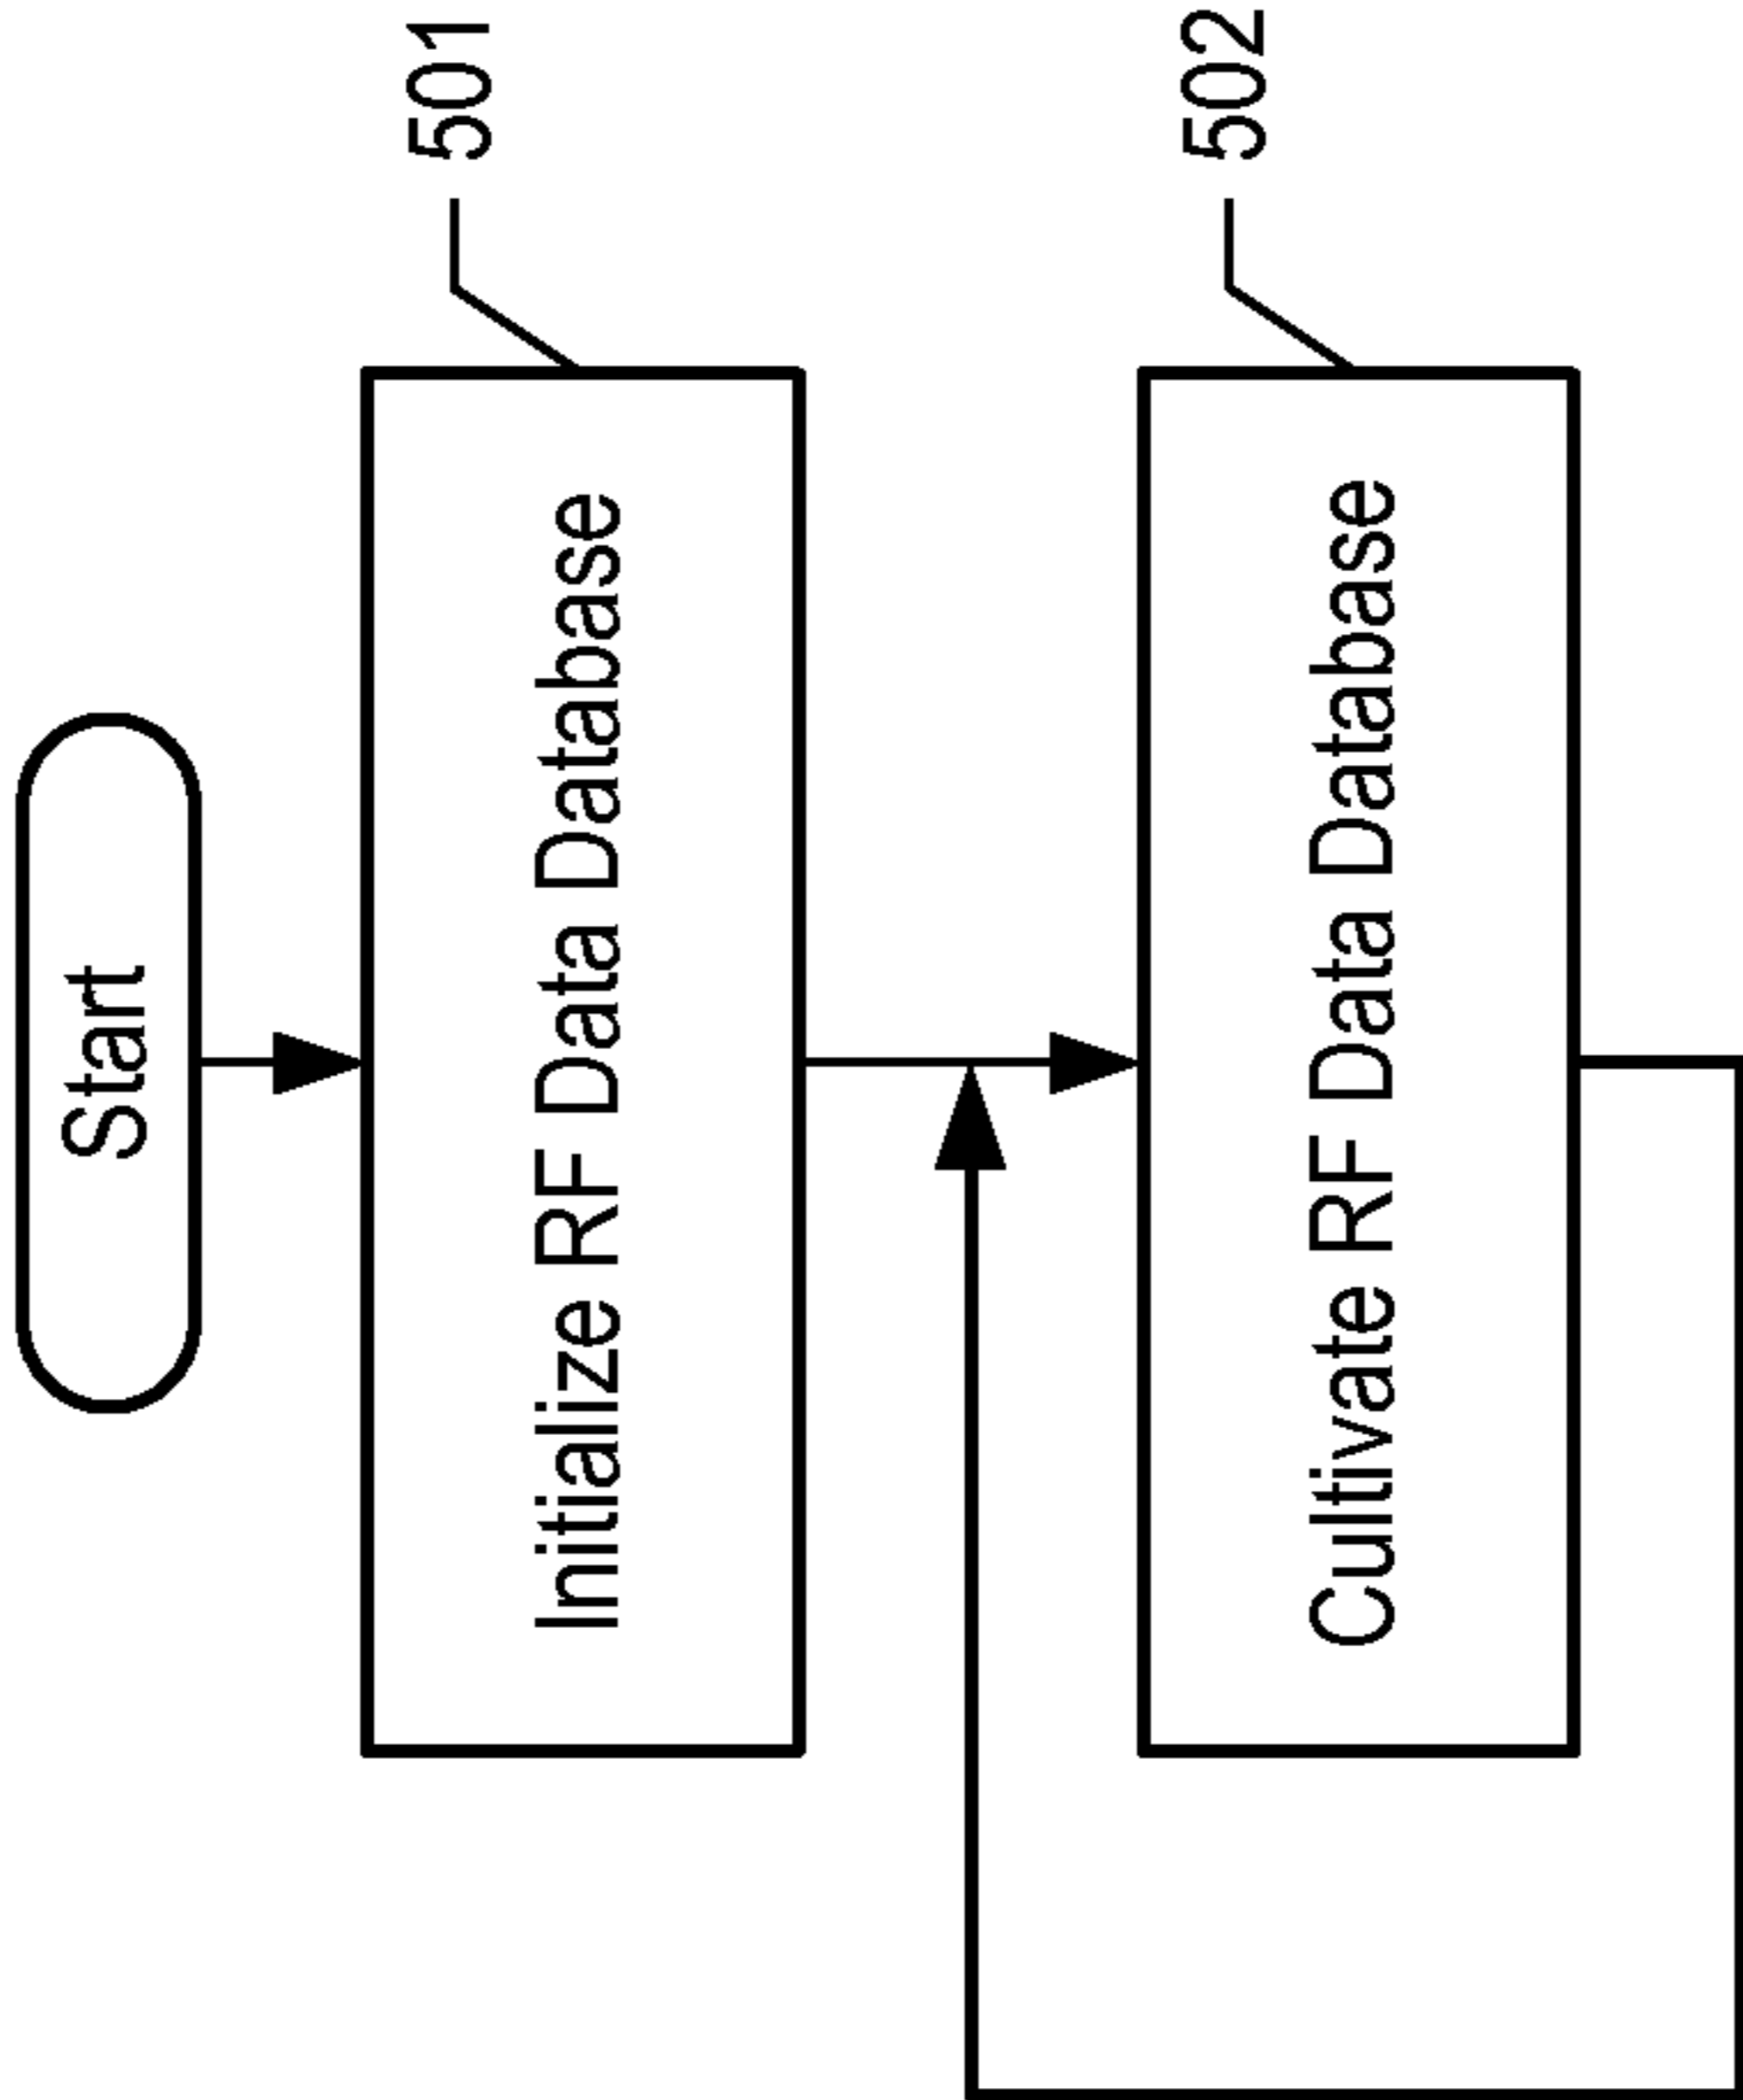 Start
Initialize RF Data Database
501
Cultivate RF Data Database
502